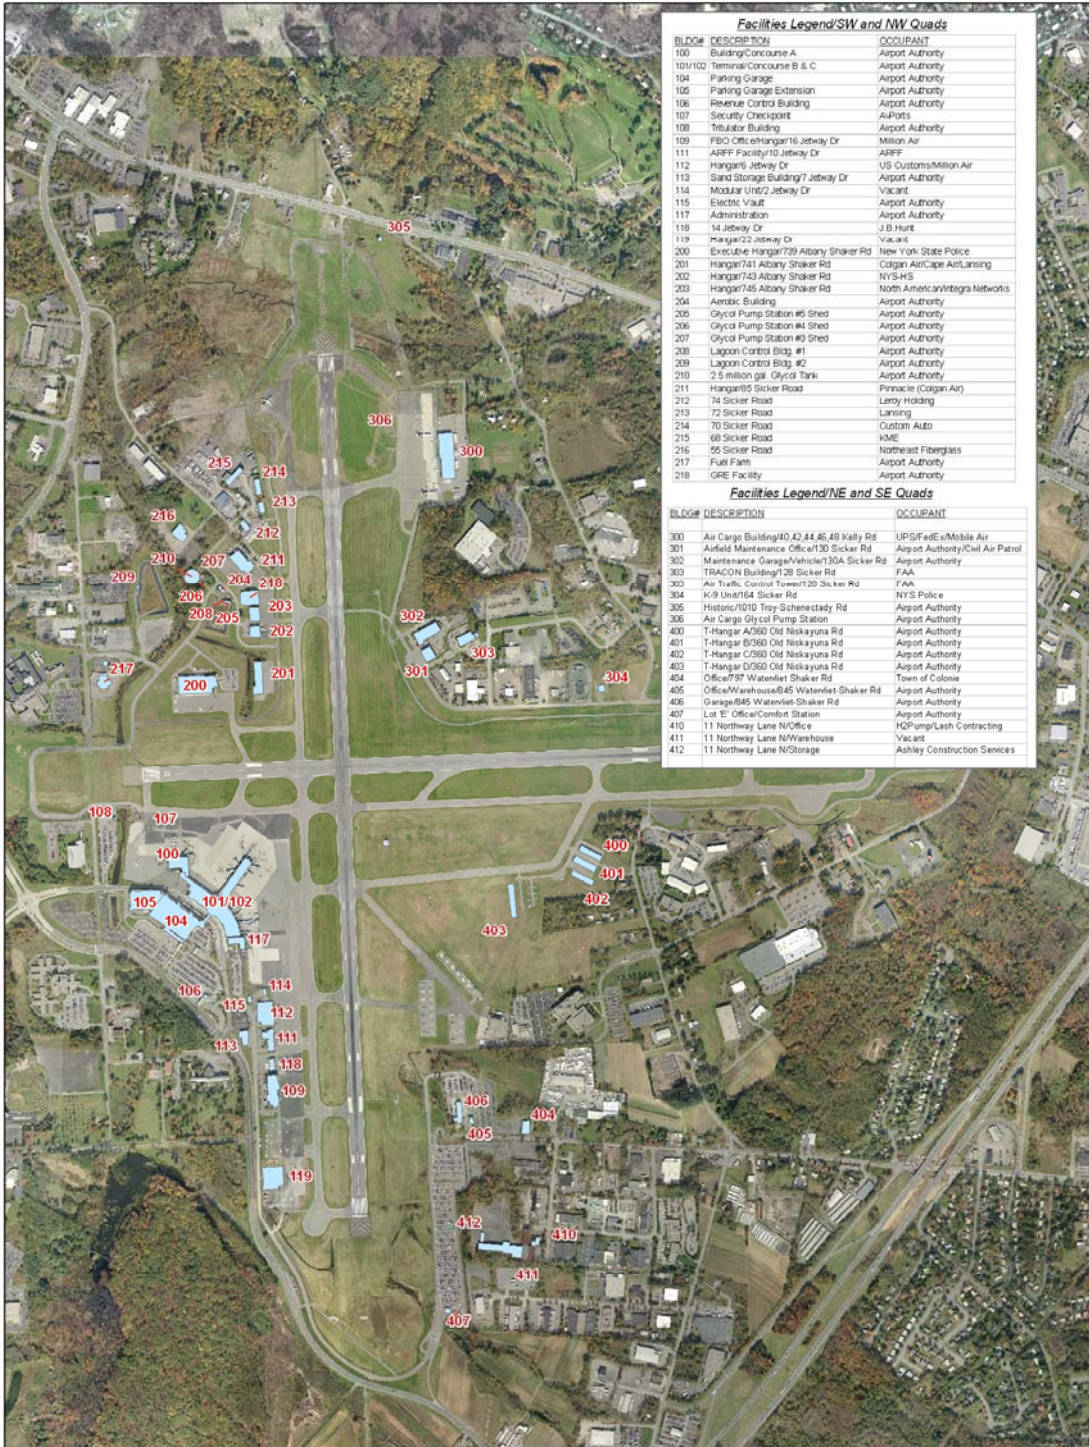 Facilities Legend/SW and NW Quads
BLDG# DESCRIPTION OCCUPANT
100 Building/Concourse A Airport Authority
101/102 Terminal/Concourse B & C Airport Authority
104 Parking Garage Airport Authority
105 Parking Garage Extension Airport Authority
106 Revenue Control Building Airport Authority
107 Security Checkpoint AvPorts
108 Tritulator Building Airport Authority
109 FBO Office/Hangar/16 Jetway Dr Million Air
111 ARFF Facility/10 Jetway Dr ARFF
112 Hangar/6 Jetway Dr US Customs/Million Air
113 Sand Storage Building/7 Jetway Dr Airport Authority
114 Modular Unit/2 Jetway Dr Vacant
115 Electric Vault Airport Authority
117 Administration Airport Authority
118 14 Jetway Dr J.B.Hunt
119 Hangar/22 Jetway Dr Vacant
200 Executive Hangar/739 Albany Shaker Rd New York State Police
201 Hangar/741 Albany Shaker Rd Colgan Air/Cape Air/Lansing
202 Hangar/743 Albany Shaker Rd NYS-HS
203 Hangar/745 Albany Shaker Rd North American/Integra Networks
204 Aerobic Building Airport Authority
205 Glycol Pump Station #5 Shed Airport Authority
206 Glycol Pump Station #4 Shed Airport Authority
207 Glycol Pump Station #3 Shed Airport Authority
208 Lagoon Control Bldg. #1 Airport Authority
209 Lagoon Control Bldg. #2 Airport Authority
210 2.5 million gal. Glycol Tank Airport Authority
211 Hangar/85 Sicker Road Pinnacle (Colgan Air)
212 74 Sicker Road Leroy Holding
213 72 Sicker Road Lansing
214 70 Sicker Road Custom Auto
215 68 Sicker Road KME
216 55 Sicker Road Northeast Fiberglass
217 Fuel Farm Airport Authority
218 GRE Facility Airport Authority
Facilities Legend/NE and SE Quads
BLDG# DESCRIPTION OCCUPANT
300 Air Cargo Building/40,42,44,46,48 Kelly Rd UPS/FedEx/Mobile Air
301 Airfield Maintenance Office/130 Sicker Rd Airport Authority/Civil Air Patrol
302 Maintenance Garage/Vehicle/130A Sicker Rd Airport Authority
303 TRACON Building/128 Sicker Rd FAA
303 Air Traffic Control Tower/120 Sicker Rd FAA
304 K-9 Unit/164 Sicker Rd NYS Police
305 Historic/1010 Troy-Schenectady Rd Airport Authority
306 Air Cargo Glycol Pump Station Airport Authority
400 T-Hangar A/360 Old Niskayuna Rd Airport Authority
401 T-Hangar B/360 Old Niskayuna Rd Airport Authority
402 T-Hangar C/360 Old Niskayuna Rd Airport Authority
403 T-Hangar D/360 Old Niskayuna Rd Airport Authority
404 Office/797 Watervliet Shaker Rd Town of Colonie
405 Office/Warehouse/845 Watervliet-Shaker Rd Airport Authority
406 Garage/845 Watervliet-Shaker Rd Airport Authority
407 Lot 'E' Office/Comfort Station Airport Authority
410 11 Northway Lane N/Office H2Pump/Lash Contracting
411 11 Northway Lane N/Warehouse Vacant
412 11 Northway Lane N/Storage Ashley Construction Services
305
306
300
215
214
213
216
212
210
207
211
209
204
218
206
203
208
205
202
302
303
301
217
201
304
200
108
107
100
400
401
105
101/102
402
104
403
117
106
114
115
112
113
111
118
109
406
404
405
119
412
410
411
407